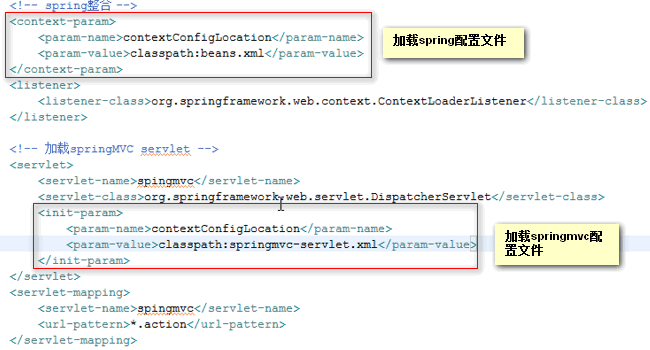 <!-- spring整合 -->
<context-param>
<param-name>contextConfigLocation</param-name>
<param-value>classpath:beans.xml</param-value>
</context-param>
加载spring配置文件
<listener>
<listener-class>org.springframework.web.context.ContextLoaderListener</listener-class>
</listener>
<!-- 加载springMVC servlet -->
<servlet>
<servlet-name>spingmvc</servlet-name>
<servlet-class>org.springframework.web.servlet.DispatcherServlet</servlet-class>
<init-param>
<param-name>contextConfigLocation</param-name>
<param-value>classpath:springmvc-servlet.xml</param-value>
</init-param>
加载springmvc配
置文件
</servlet>
<servlet-mapping>
<servlet-name>spingmvc</servlet-name>
<url-pattern>*.action</url-pattern>
</servlet-mapping>